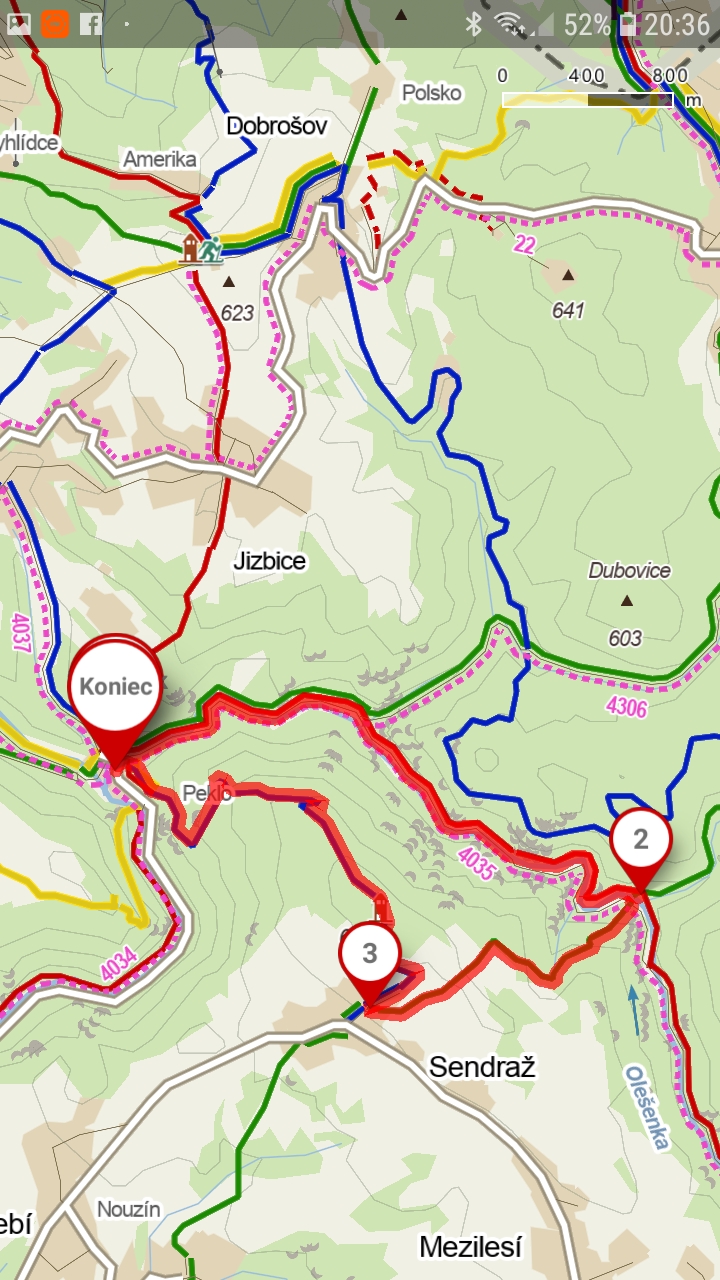 52% 20:36
0 400 800
m
Polsko
Dobrošov
yhlídce
Amerika
22
623
641
Jizbice
Dubovice
603
4037
Koniec
4306
Peklo
2
4035
3
4034
Sendraž
Olešenka
Nouzín
ebí
Mezilesí